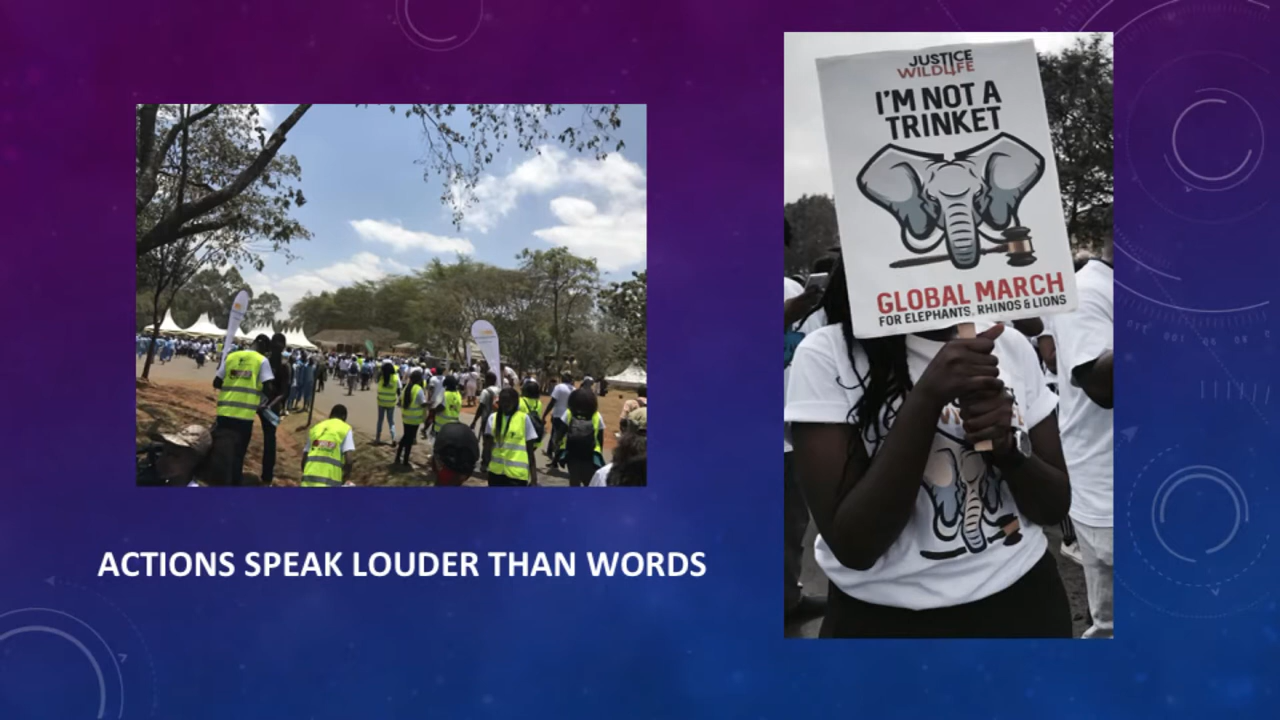 JUSTICE
WILDLIFE
I'M NOT A
TRINKET
GLOBAL MARCH
FOR ELEPHANTS, RHINOS & LIONS
ACTIONS SPEAK LOUDER THAN WORDS